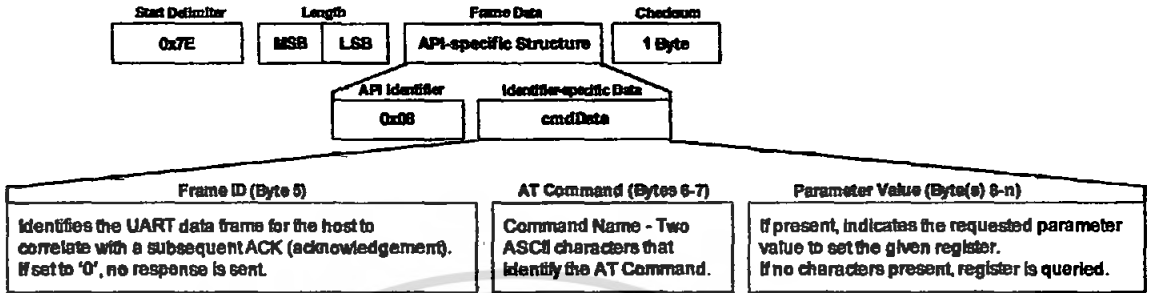 Start Delimiter Length Frame Data Checksum
0x7E MSB LSB API-specific Structure 1 Byte
API Identifier Identifier-specific Data
0x08 cmdData
Frame ID (Byte 5) AT Command (Bytes 6-7) Parameter Value (Byte(s) 8-n)
Identifies the UART data frame for the host to
correlate with a subsequent ACK (acknowledgement).
If set to '0', no response is sent.
Command Name - Two
ASCII characters that
identify the AT Command.
If present, indicates the requested parameter
value to set the given register.
If no characters present, register is queried.